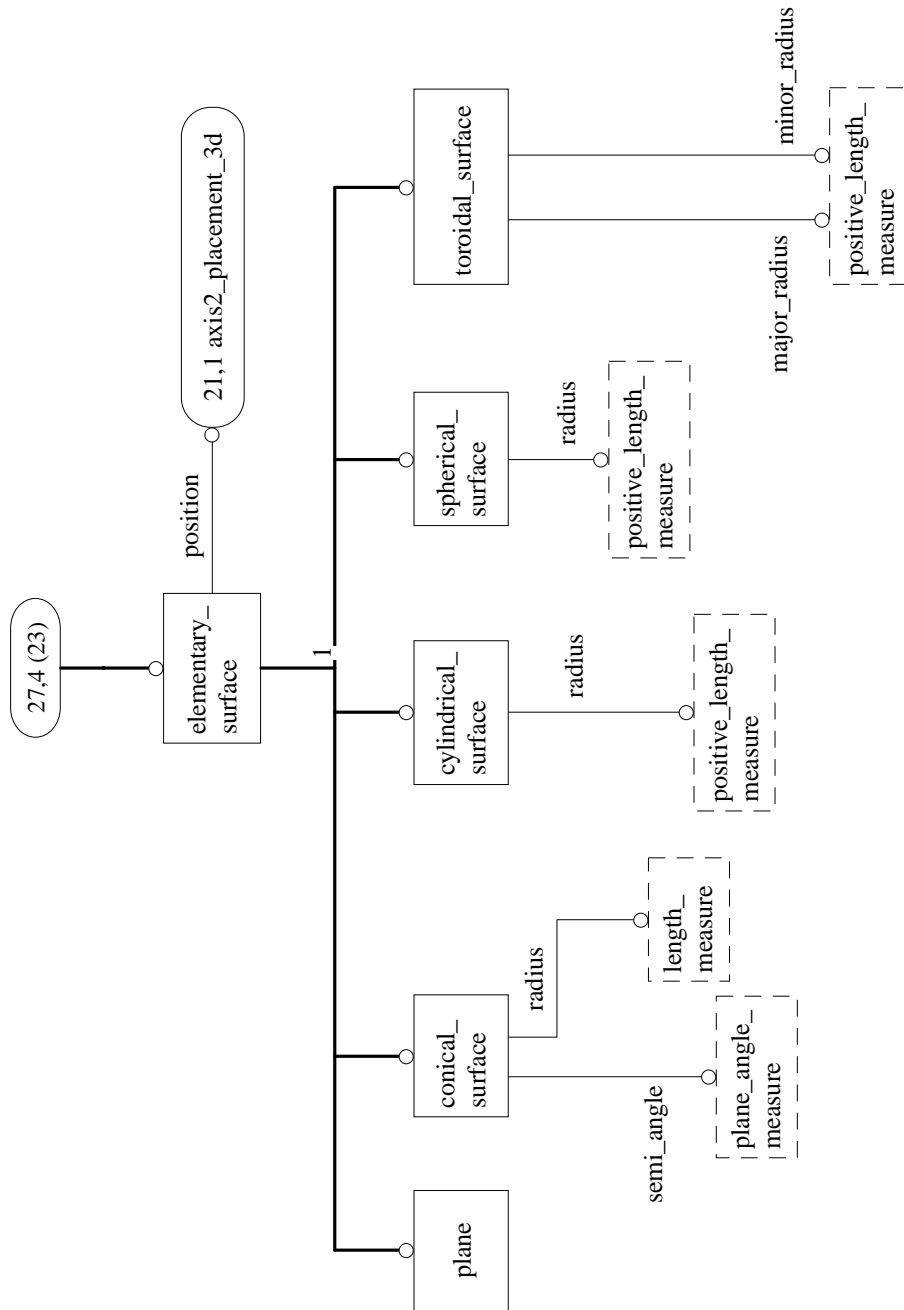 27,4 (23)
elementary_
surface
position
21,1 axis2_placement_3d
1
plane
conical_
surface
semi_angle
plane_angle_
measure
radius
length_
measure
cylindrical_
surface
radius
positive_length_
measure
spherical_
surface
radius
positive_length_
measure
toroidal_surface
major_radius
minor_radius
positive_length_
measure